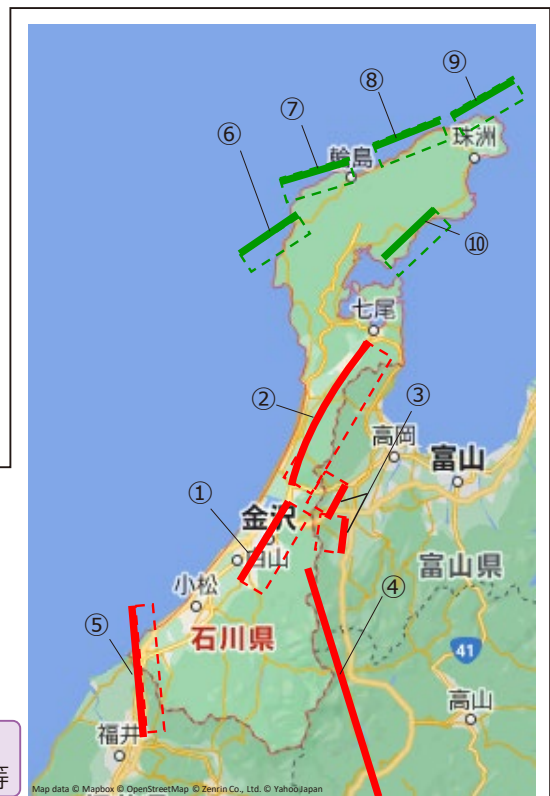 ⑨
⑧
⑦
珠洲
輪島
⑥
⑩
七尾
②
③
高岡
富山
①
金沢
白山
富山県
小松
④
⑤
石川県
41
高山
福井
等
Map data © Mapbox © OpenStreetMap © Zenrin Co., Ltd. © Yahoo Japan